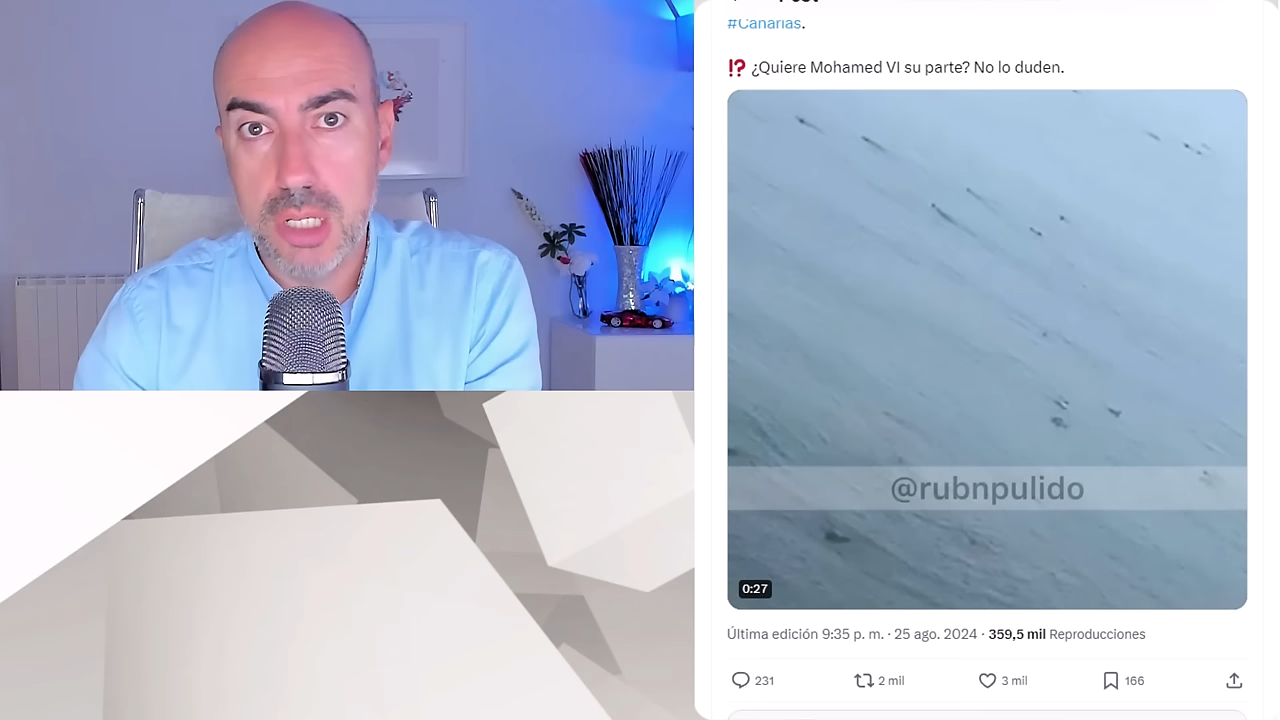 #Canarias.
⁉️ ¿Quiere Mohamed VI su parte? No lo duden.
@rubnpulido
0:27
Última edición 9:35 p. m. · 25 ago. 2024 · 359,5 mil Reproducciones
231 2 mil 3 mil 166